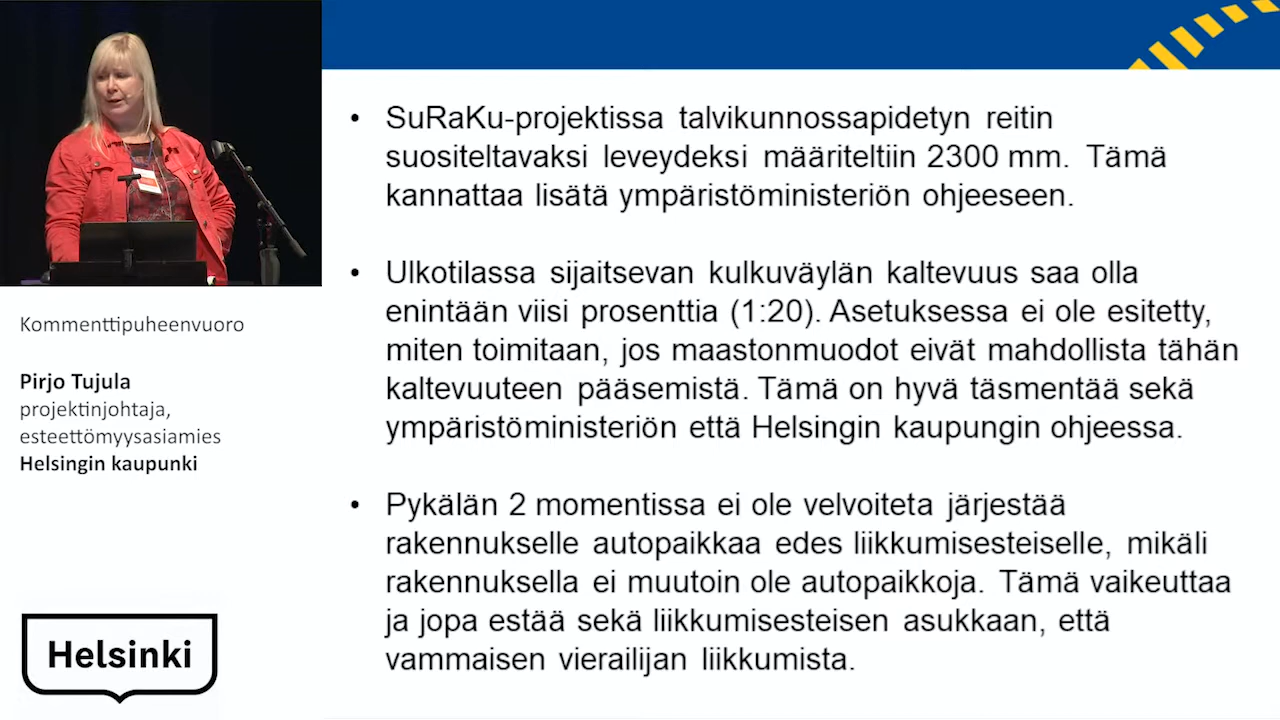 Kommenttipuheenvuoro
Pirjo Tujula
projektinjohtaja,
esteettömyysasiamies
Helsingin kaupunki
Helsinki
• SuRaKu-projektissa talvikunnossapidetyn reitin
suositeltavaksi leveydeksi määriteltiin 2300 mm. Tämä
kannattaa lisätä ympäristöministeriön ohjeeseen.
• Ulkotilassa sijaitsevan kulkuväylän kaltevuus saa olla
enintään viisi prosenttia (1:20). Asetuksessa ei ole esitetty,
miten toimitaan, jos maastonmuodot eivät mahdollista tähän
kaltevuuteen pääsemistä. Tämä on hyvä täsmentää sekä
ympäristöministeriön että Helsingin kaupungin ohjeessa.
• Pykälän 2 momentissa ei ole velvoiteta järjestää
rakennukselle autopaikkaa edes liikkumisesteiselle, mikäli
rakennuksella ei muutoin ole autopaikkoja. Tämä vaikeuttaa
ja jopa estää sekä liikkumisesteisen asukkaan, että
vammaisen vierailijan liikkumista.